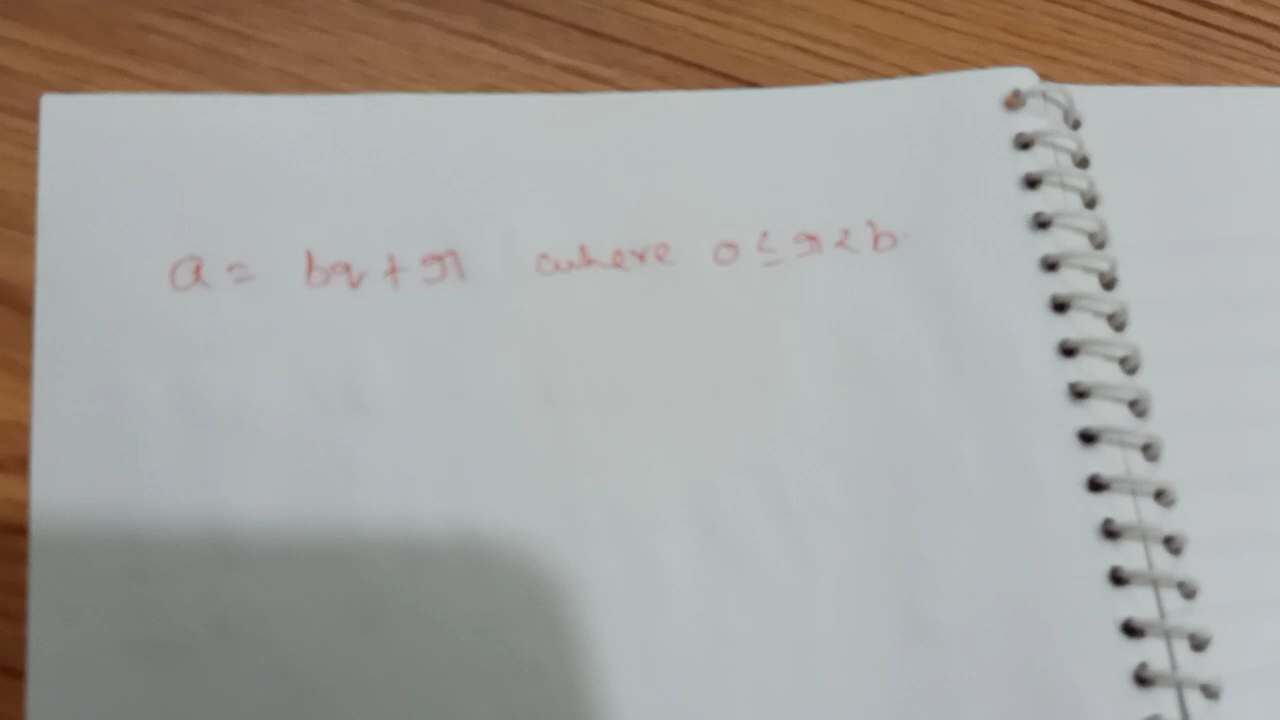 a = bq + r where 0 ≤ r < b.